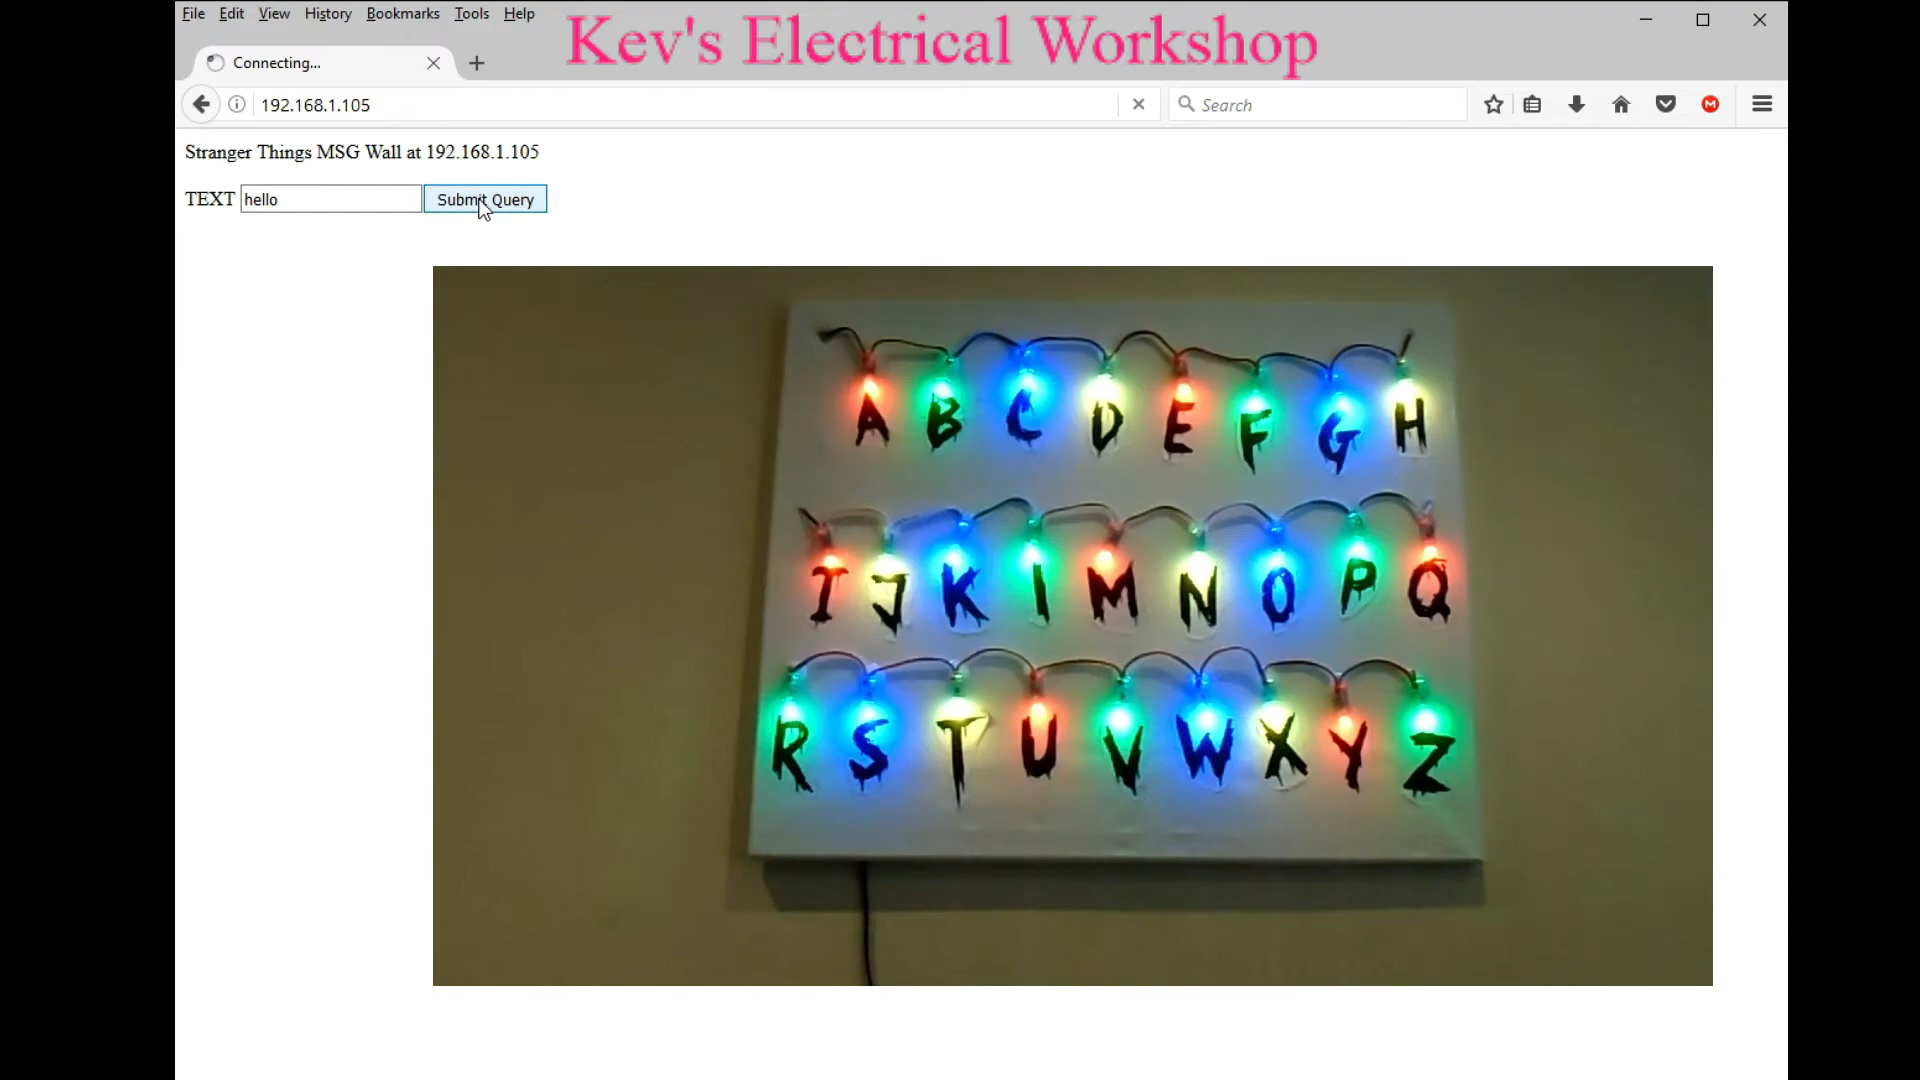 File Edit View History Bookmarks Tools Help
Kev's Electrical Workshop
Connecting...
192.168.1.105
Search
Stranger Things MSG Wall at 192.168.1.105
TEXT hello Submit Query
A B C D E F G H
I J K L M N O P Q
R S T U V W X Y Z